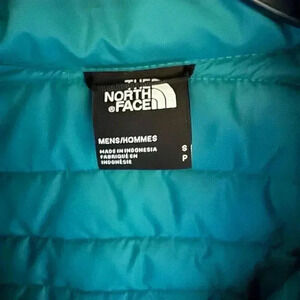 THE
NORTH
FACE
MENS/HOMMES
MADE IN INDONESIA
FABRIQUÉ EN
INDONÉSIE
S
P